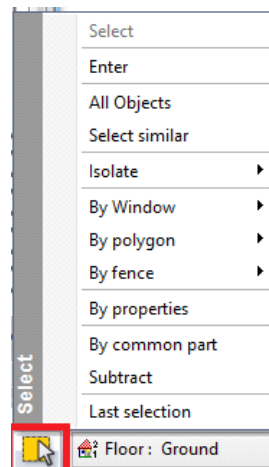 Select
Enter
All Objects
Select similar
Isolate
By Window
By polygon
By fence
By properties
By common part
Subtract
Last selection
Select
Floor : Ground